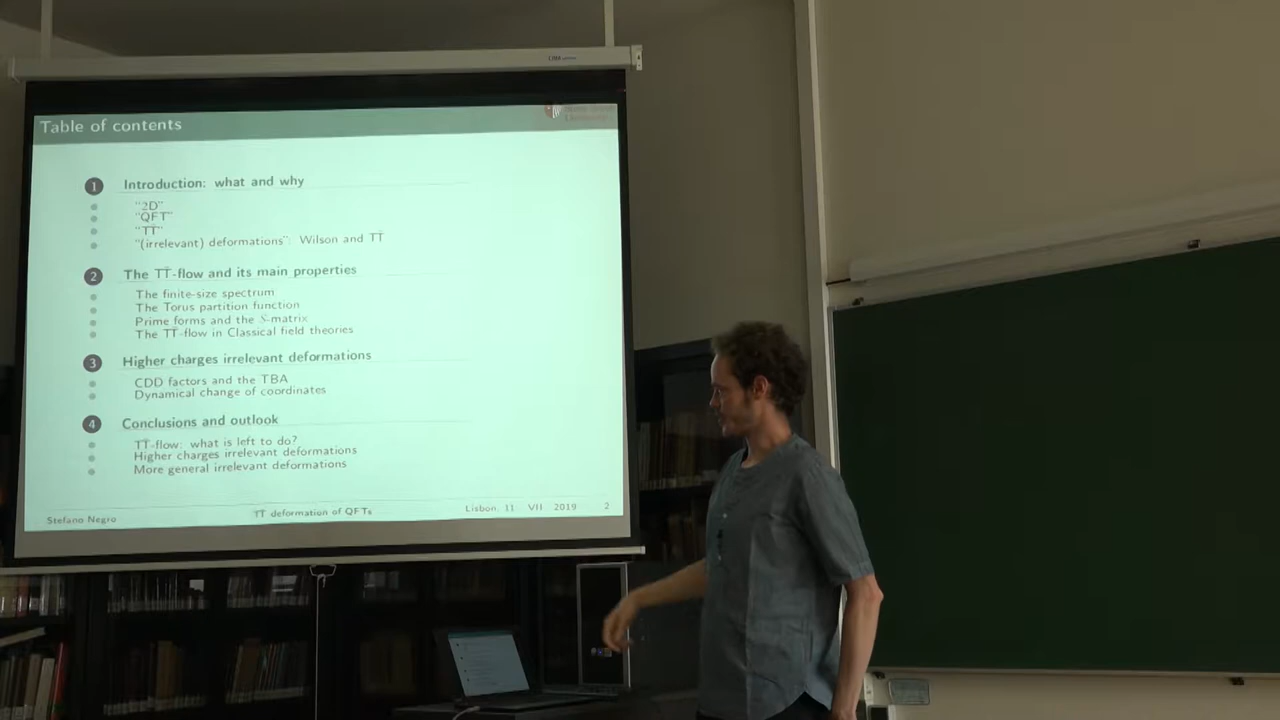 Table of contents
1 Introduction: what and why
"2D"
"QFT"
"TT̄"
"(irrelevant) deformations": Wilson and TT̄
2 The TT̄-flow and its main properties
The finite-size spectrum
The Torus partition function
Prime forms and the S-matrix
The TT̄-flow in Classical field theories
3 Higher charges irrelevant deformations
CDD factors and the TBA
Dynamical change of coordinates
4 Conclusions and outlook
TT̄-flow: what is left to do?
Higher charges irrelevant deformations
More general irrelevant deformations
Stefano Negro TT̄ deformation of QFTs Lisbon, 11 VII 2019 2